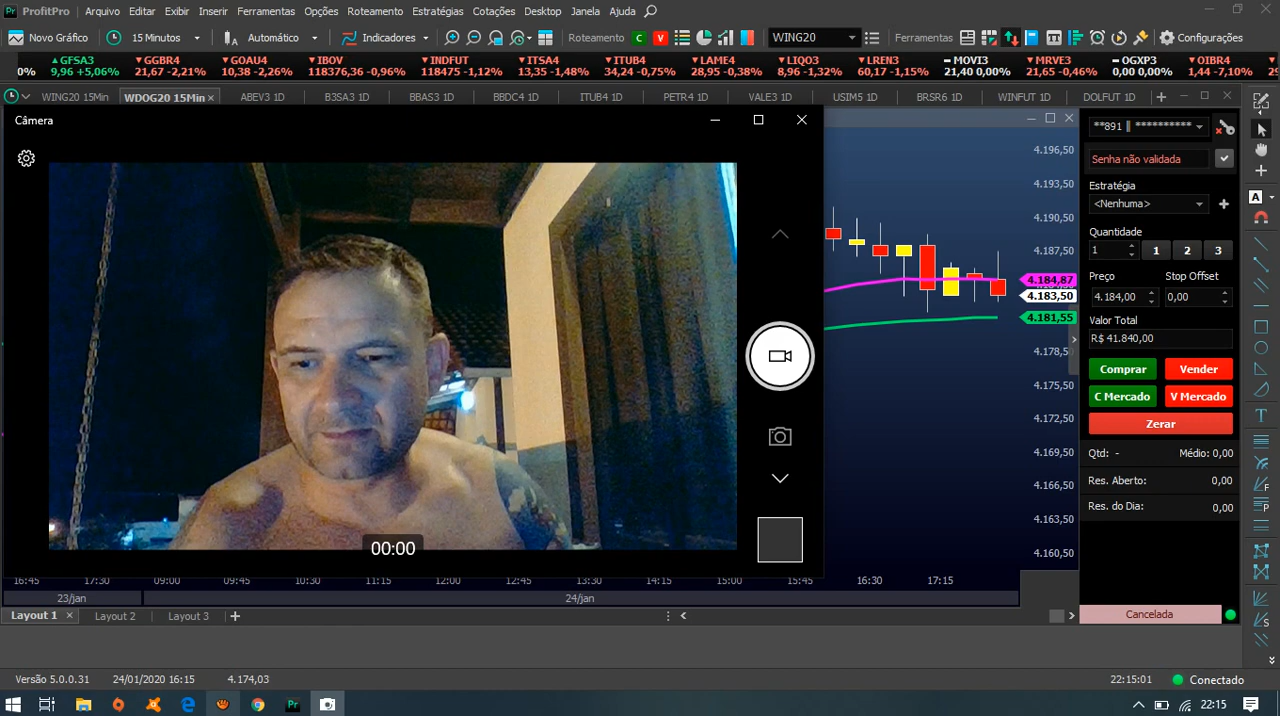 ProfitPro Arquivo Editar Exibir Inserir Ferramentas Opções Roteamento Estratégias Cotações Desktop Janela Ajuda
Novo Gráfico 15 Minutos Automático Indicadores Roteamento C V WING20 Ferramentas Configurações
GFSA3 GGBR4 GOAU4 IBOV INDFUT ITSA4 ITUB4 LAME4 LIQO3 LREN3 MOVI3 MRVE3 OGXP3 OIBR4
0% 9,96 +5,06% 21,67 -2,21% 10,38 -2,26% 118376,36 -0,96% 118475 -1,12% 13,35 -1,48% 34,24 -0,75% 28,95 -0,38% 8,96 -1,32% 60,17 -1,15% 21,40 0,00% 21,65 -0,46% 0,00 0,00% 1,44 -7,10%
WING20 15Min WDOG20 15Min ABEV3 1D B3SA3 1D BBAS3 1D BBDC4 1D ITUB4 1D PETR4 1D VALE3 1D USIM5 1D BRSR6 1D WINFUT 1D DOLFUT 1D
Câmera
00:00
4.196,50
4.193,50
4.190,50
4.187,50
4.184,87
4.183,50
4.181,55
4.178,50
4.175,50
4.172,50
4.169,50
4.166,50
4.163,50
4.160,50
**891 || **********
Senha não validada
Estratégia
<Nenhuma>
Quantidade
1 1 2 3
Preço Stop Offset
4.184,00 0,00
Valor Total
R$ 41.840,00
Comprar Vender
C Mercado V Mercado
Zerar
Qtd: - Médio: 0,00
Res. Aberto: 0,00
Res. do Dia: 0,00
Cancelada
16:45 17:30 09:00 09:45 10:30 11:15 12:00 12:45 13:30 14:15 15:00 15:45 16:30 17:15
23/jan 24/jan
Layout 1 Layout 2 Layout 3
Versão 5.0.0.31 24/01/2020 16:15 4.174,03 22:15:01 Conectado
Pr 22:15